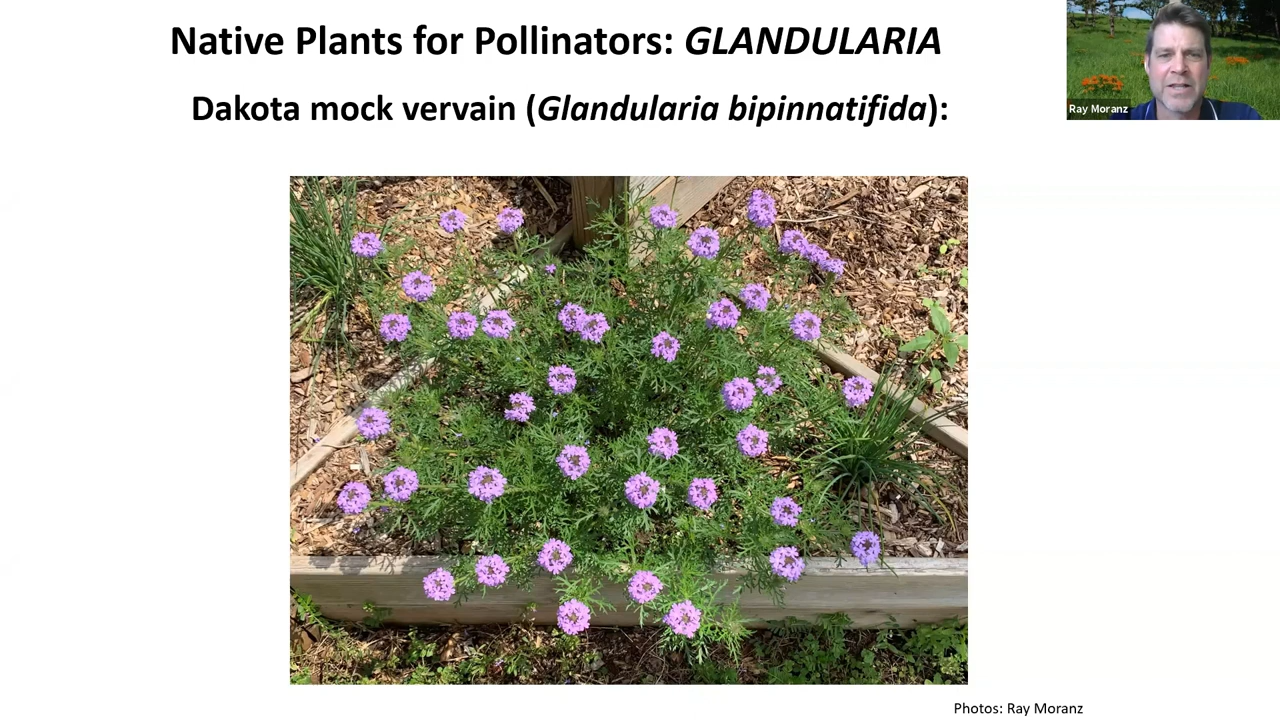 Native Plants for Pollinators: GLANDULARIA
Dakota mock vervain (Glandularia bipinnatifida):
Ray Moranz
Photos: Ray Moranz